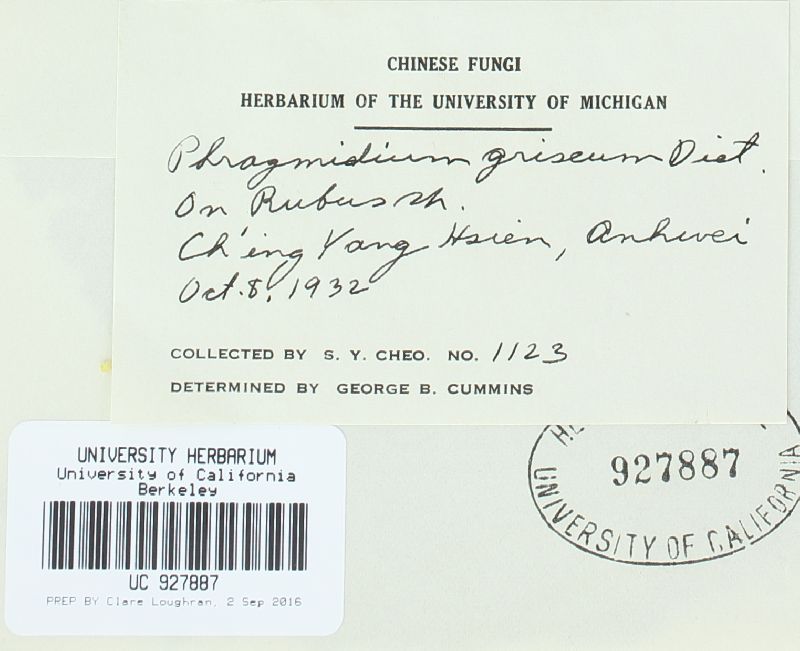 CHINESE FUNGI
HERBARIUM OF THE UNIVERSITY OF MICHIGAN
Phragmidium griseum Diet.
On Rubus sh.
Ch'ing Yang Hsien, Anhwei
Oct. 8, 1932
COLLECTED BY S. Y. CHEO. NO. 1123
DETERMINED BY GEORGE B. CUMMINS
UNIVERSITY HERBARIUM
University of California
Berkeley
UC 927887
PREP BY Clare Loughran, 2 Sep 2016
927887
UNIVERSITY OF CALIFORNIA